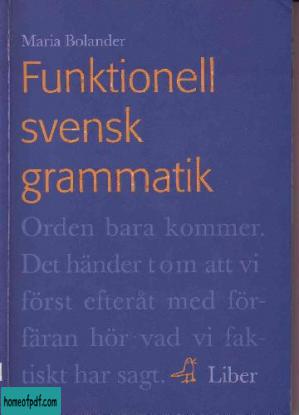 Maria Bolander
Funktionell
svensk
grammatik
Orden bara kommer.
Det händer t o m att vi
först efteråt med för-
färan hör vad vi fak-
tiskt har sagt.
Liber
homeofpdf.com